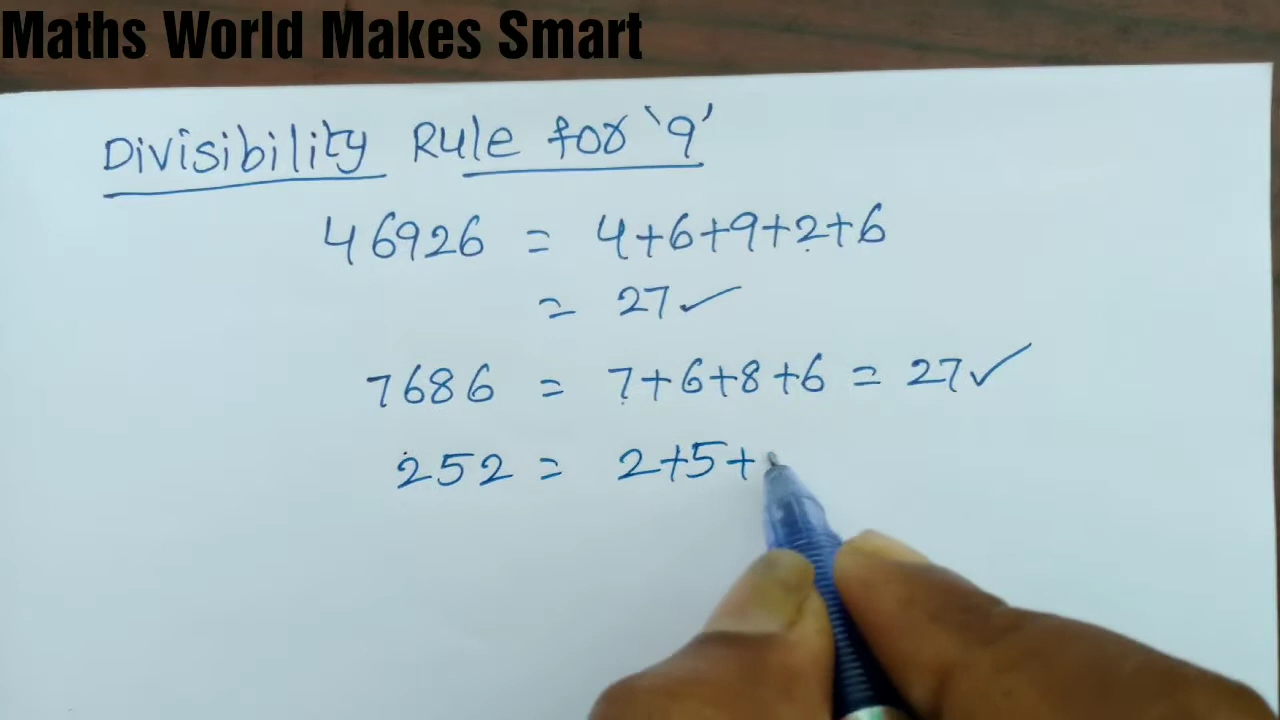 Maths World Makes Smart
Divisibility Rule for '9'
46926 = 4+6+9+2+6
= 27✓
7686 = 7+6+8+6 = 27✓
252 = 2+5+